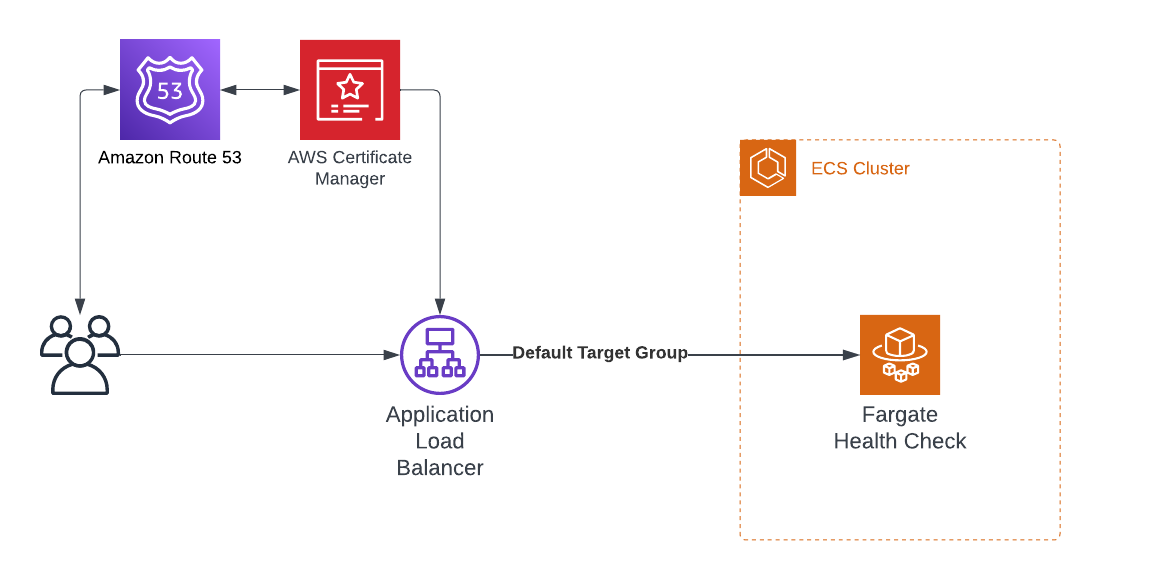 53
Amazon Route 53
AWS Certificate
Manager
ECS Cluster
Default Target Group
Application
Load
Balancer
Fargate
Health Check